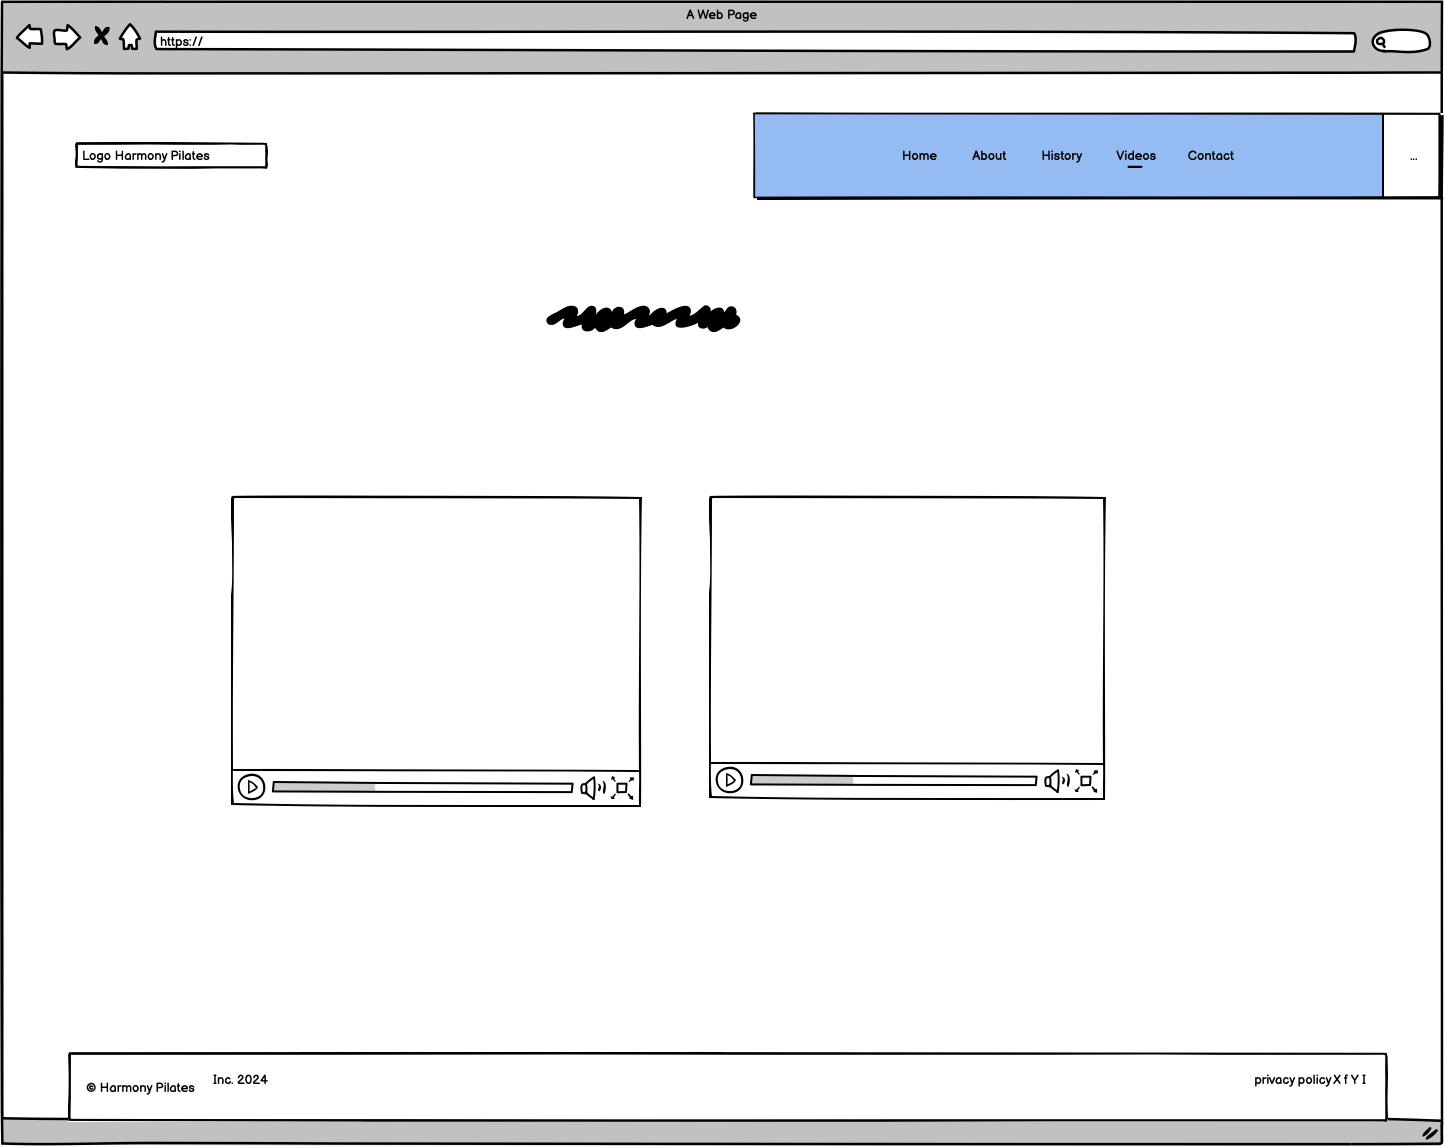 A Web Page
https://
Logo Harmony Pilates
Home About History Videos Contact ...
© Harmony Pilates Inc. 2024
privacy policy X f Y I